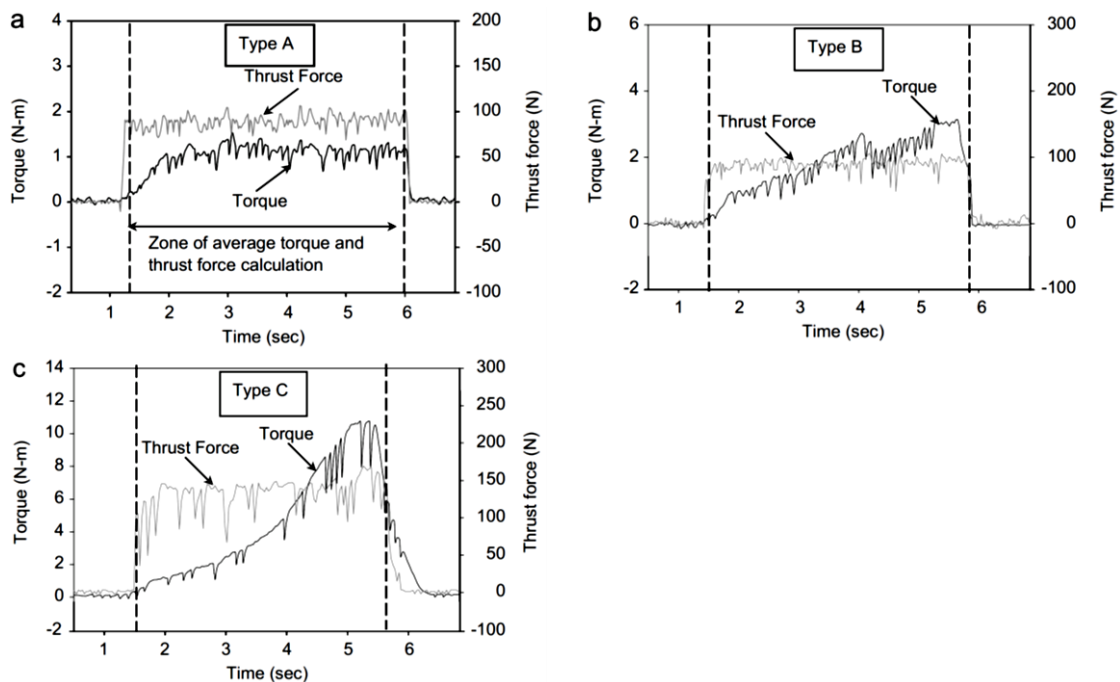 a
Type A
Thrust Force
Torque
Zone of average torque and
thrust force calculation
Torque (N-m)
4
3
2
1
0
-1
-2
Thrust force (N)
200
150
100
50
0
-50
-100
1 2 3 4 5 6
Time (sec)
b
Type B
Torque
Thrust Force
Torque (N-m)
6
4
2
0
-2
Thrust force (N)
300
200
100
0
-100
1 2 3 4 5 6
Time (sec)
c
Type C
Torque
Thrust Force
Torque (N-m)
14
12
10
8
6
4
2
0
-2
Thrust force (N)
300
250
200
150
100
50
0
-50
-100
1 2 3 4 5 6
Time (sec)